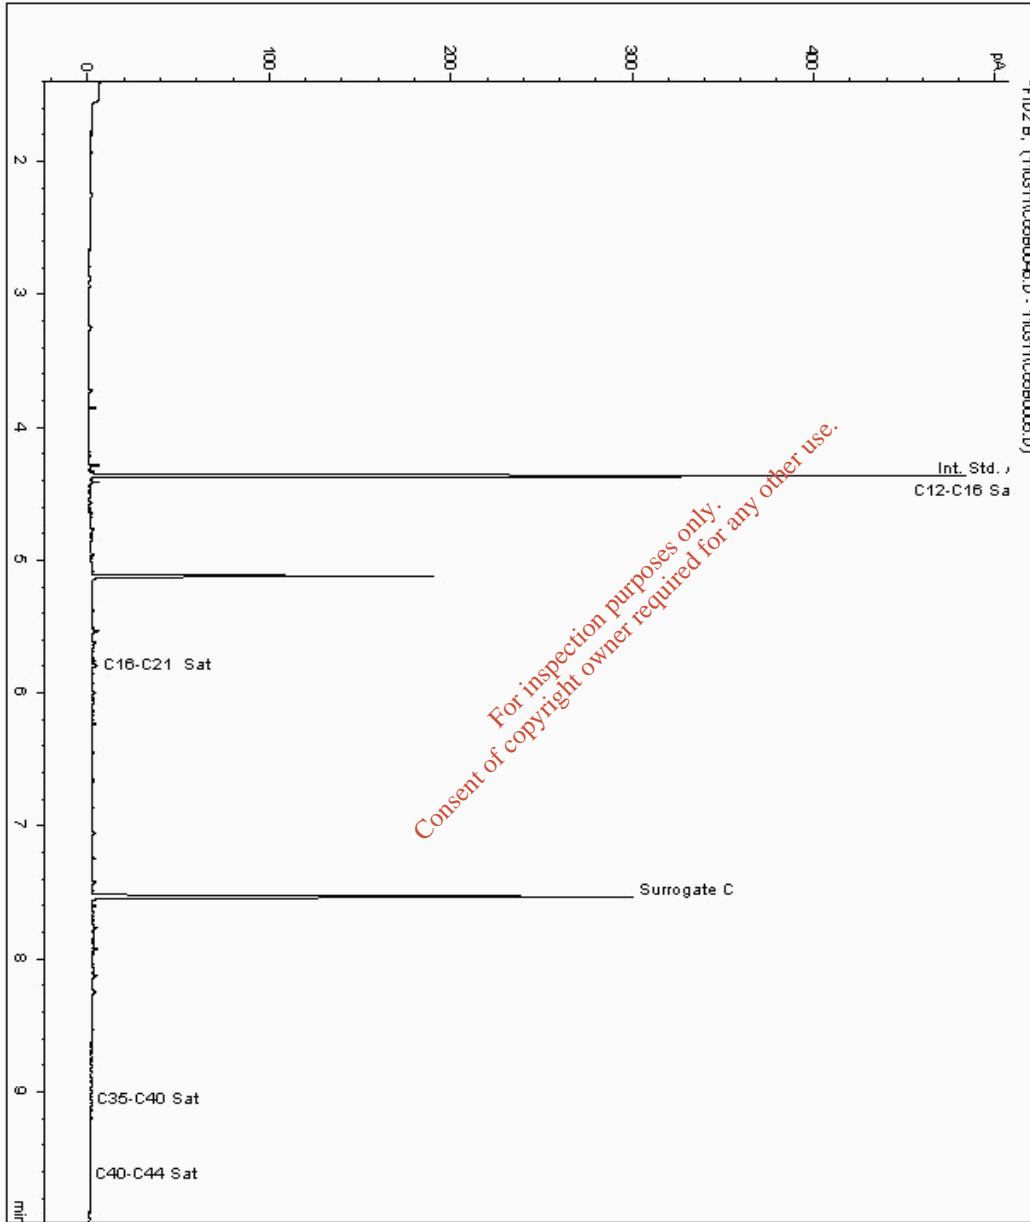 pA
400
300
200
100
0
2
3
4
5
6
7
8
9
Int. Std.
C12-C16 Sa
C16-C21 Sat
Surrogate C
C35-C40 Sat
C40-C44 Sat
For inspection purposes only.
Consent of copyright owner required for any other use.